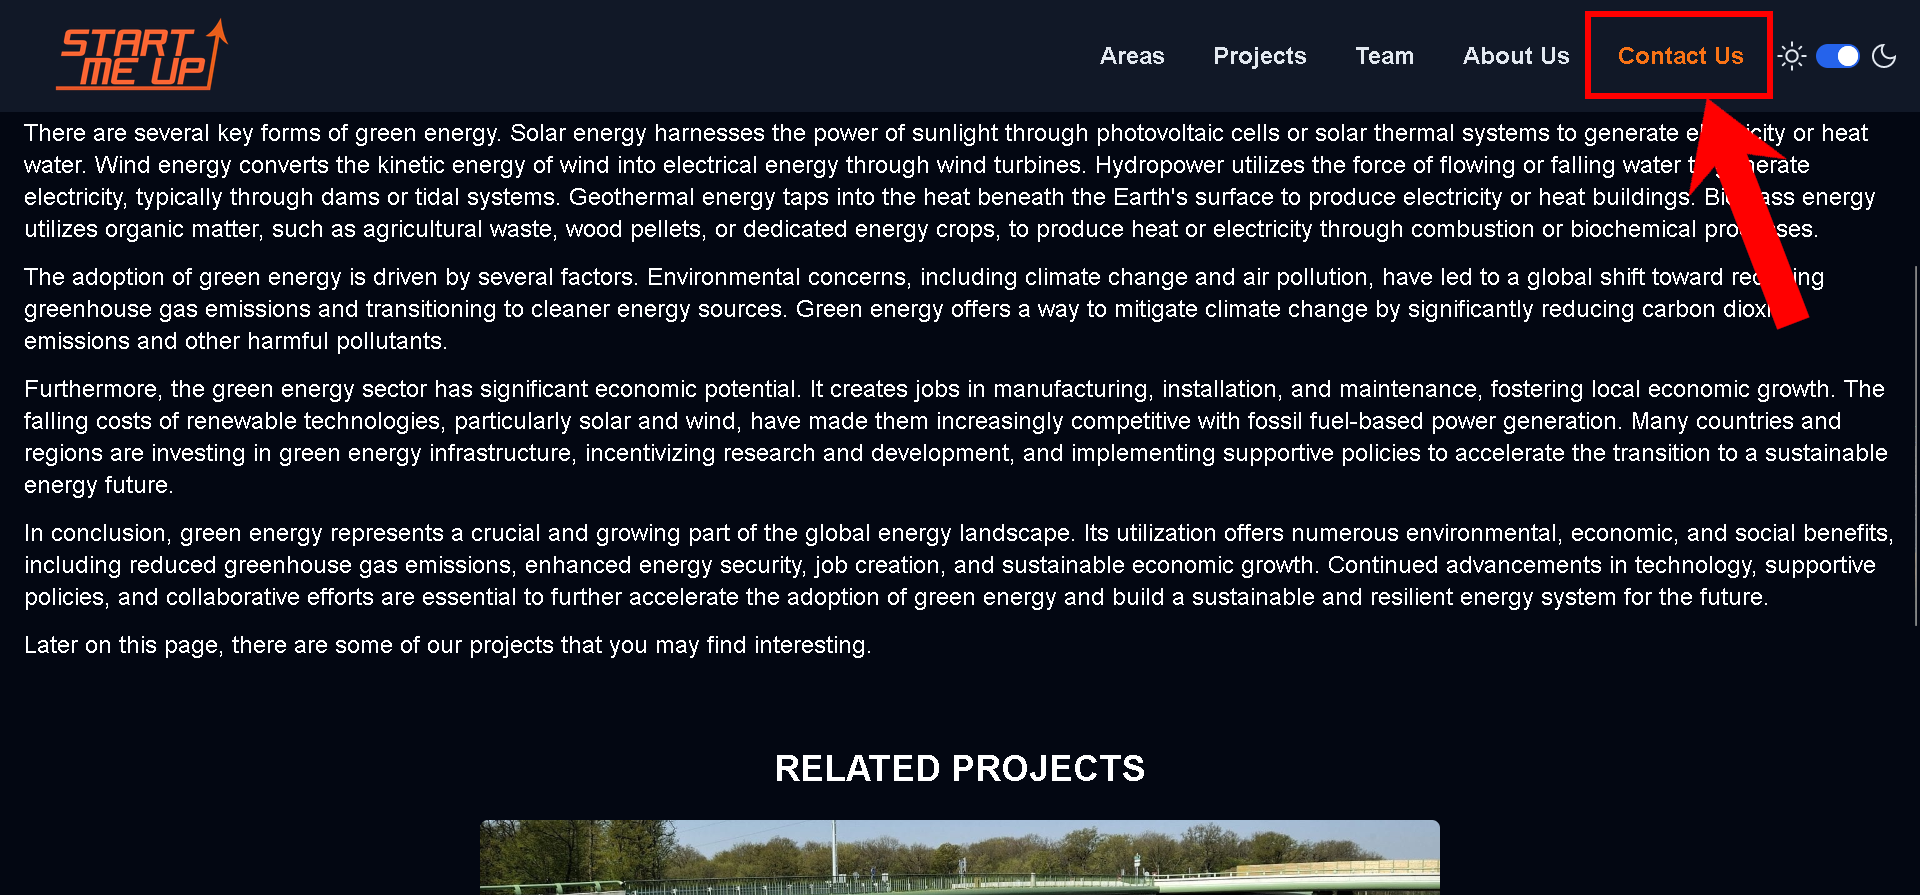 START
ME UP
Areas Projects Team About Us Contact Us
There are several key forms of green energy. Solar energy harnesses the power of sunlight through photovoltaic cells or solar thermal systems to generate or heat
water. Wind energy converts the kinetic energy of wind into electrical energy through wind turbines. Hydropower utilizes the force of flowing or falling water
electricity, typically through dams or tidal systems. Geothermal energy taps into the heat beneath the Earth's surface to produce electricity or heat buildings. energy
utilizes organic matter, such as agricultural waste, wood pellets, or dedicated energy crops, to produce heat or electricity through combustion or biochemical
The adoption of green energy is driven by several factors. Environmental concerns, including climate change and air pollution, have led to a global shift toward
greenhouse gas emissions and transitioning to cleaner energy sources. Green energy offers a way to mitigate climate change by significantly reducing carbon
emissions and other harmful pollutants.
Furthermore, the green energy sector has significant economic potential. It creates jobs in manufacturing, installation, and maintenance, fostering local economic growth. The
falling costs of renewable technologies, particularly solar and wind, have made them increasingly competitive with fossil fuel-based power generation. Many countries and
regions are investing in green energy infrastructure, incentivizing research and development, and implementing supportive policies to accelerate the transition to a sustainable
energy future.
In conclusion, green energy represents a crucial and growing part of the global energy landscape. Its utilization offers numerous environmental, economic, and social benefits,
including reduced greenhouse gas emissions, enhanced energy security, job creation, and sustainable economic growth. Continued advancements in technology, supportive
policies, and collaborative efforts are essential to further accelerate the adoption of green energy and build a sustainable and resilient energy system for the future.
Later on this page, there are some of our projects that you may find interesting.
RELATED PROJECTS